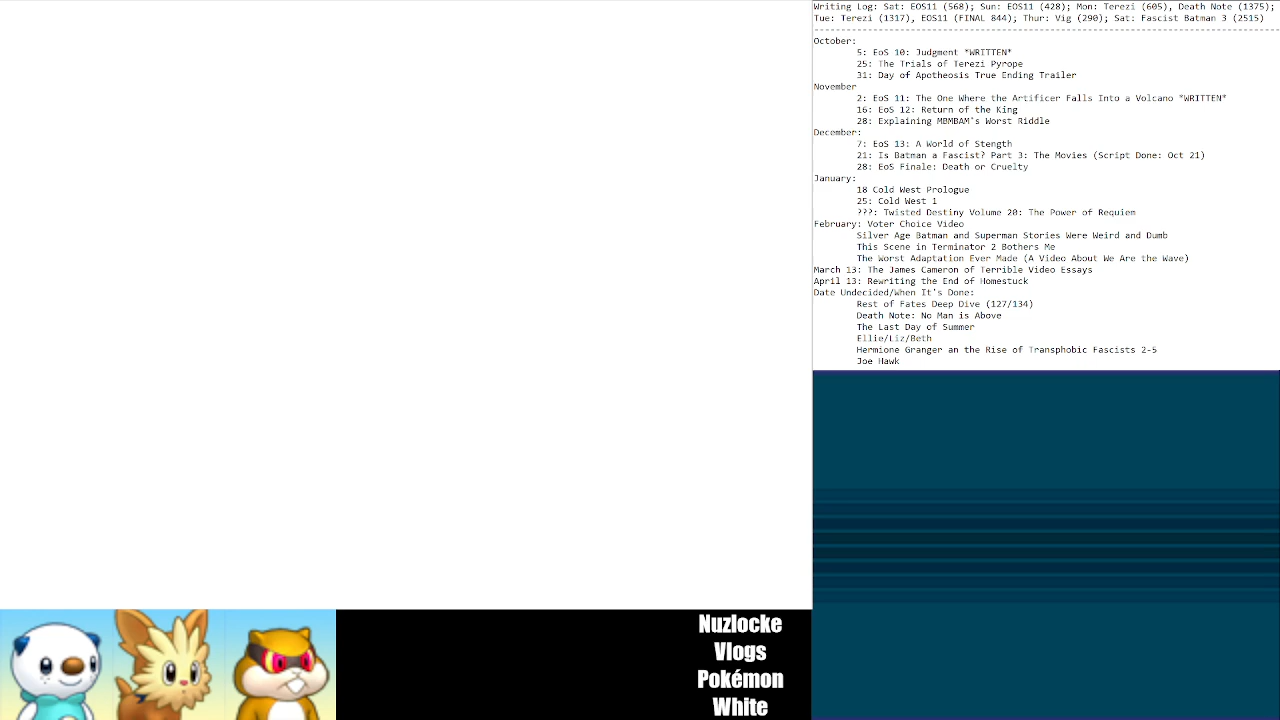 Writing Log: Sat: EOS11 (568); Sun: EOS11 (428); Mon: Terezi (605), Death Note (1375);
Tue: Terezi (1317), EOS11 (FINAL 844); Thur: Vig (290); Sat: Fascist Batman 3 (2515)
--------------------------------------------------------------------------------
October:
5: EoS 10: Judgment *WRITTEN*
25: The Trials of Terezi Pyrope
31: Day of Apotheosis True Ending Trailer
November
2: EoS 11: The One Where the Artificer Falls Into a Volcano *WRITTEN*
16: EoS 12: Return of the King
28: Explaining MBMBAM's Worst Riddle
December:
7: EoS 13: A World of Stength
21: Is Batman a Fascist? Part 3: The Movies (Script Done: Oct 21)
28: EoS Finale: Death or Cruelty
January:
18 Cold West Prologue
25: Cold West 1
???: Twisted Destiny Volume 20: The Power of Requiem
February: Voter Choice Video
Silver Age Batman and Superman Stories Were Weird and Dumb
This Scene in Terminator 2 Bothers Me
The Worst Adaptation Ever Made (A Video About We Are the Wave)
March 13: The James Cameron of Terrible Video Essays
April 13: Rewriting the End of Homestuck
Date Undecided/When It's Done:
Rest of Fates Deep Dive (127/134)
Death Note: No Man is Above
The Last Day of Summer
Ellie/Liz/Beth
Hermione Granger an the Rise of Transphobic Fascists 2-5
Joe Hawk
Nuzlocke
Vlogs
Pokémon
White